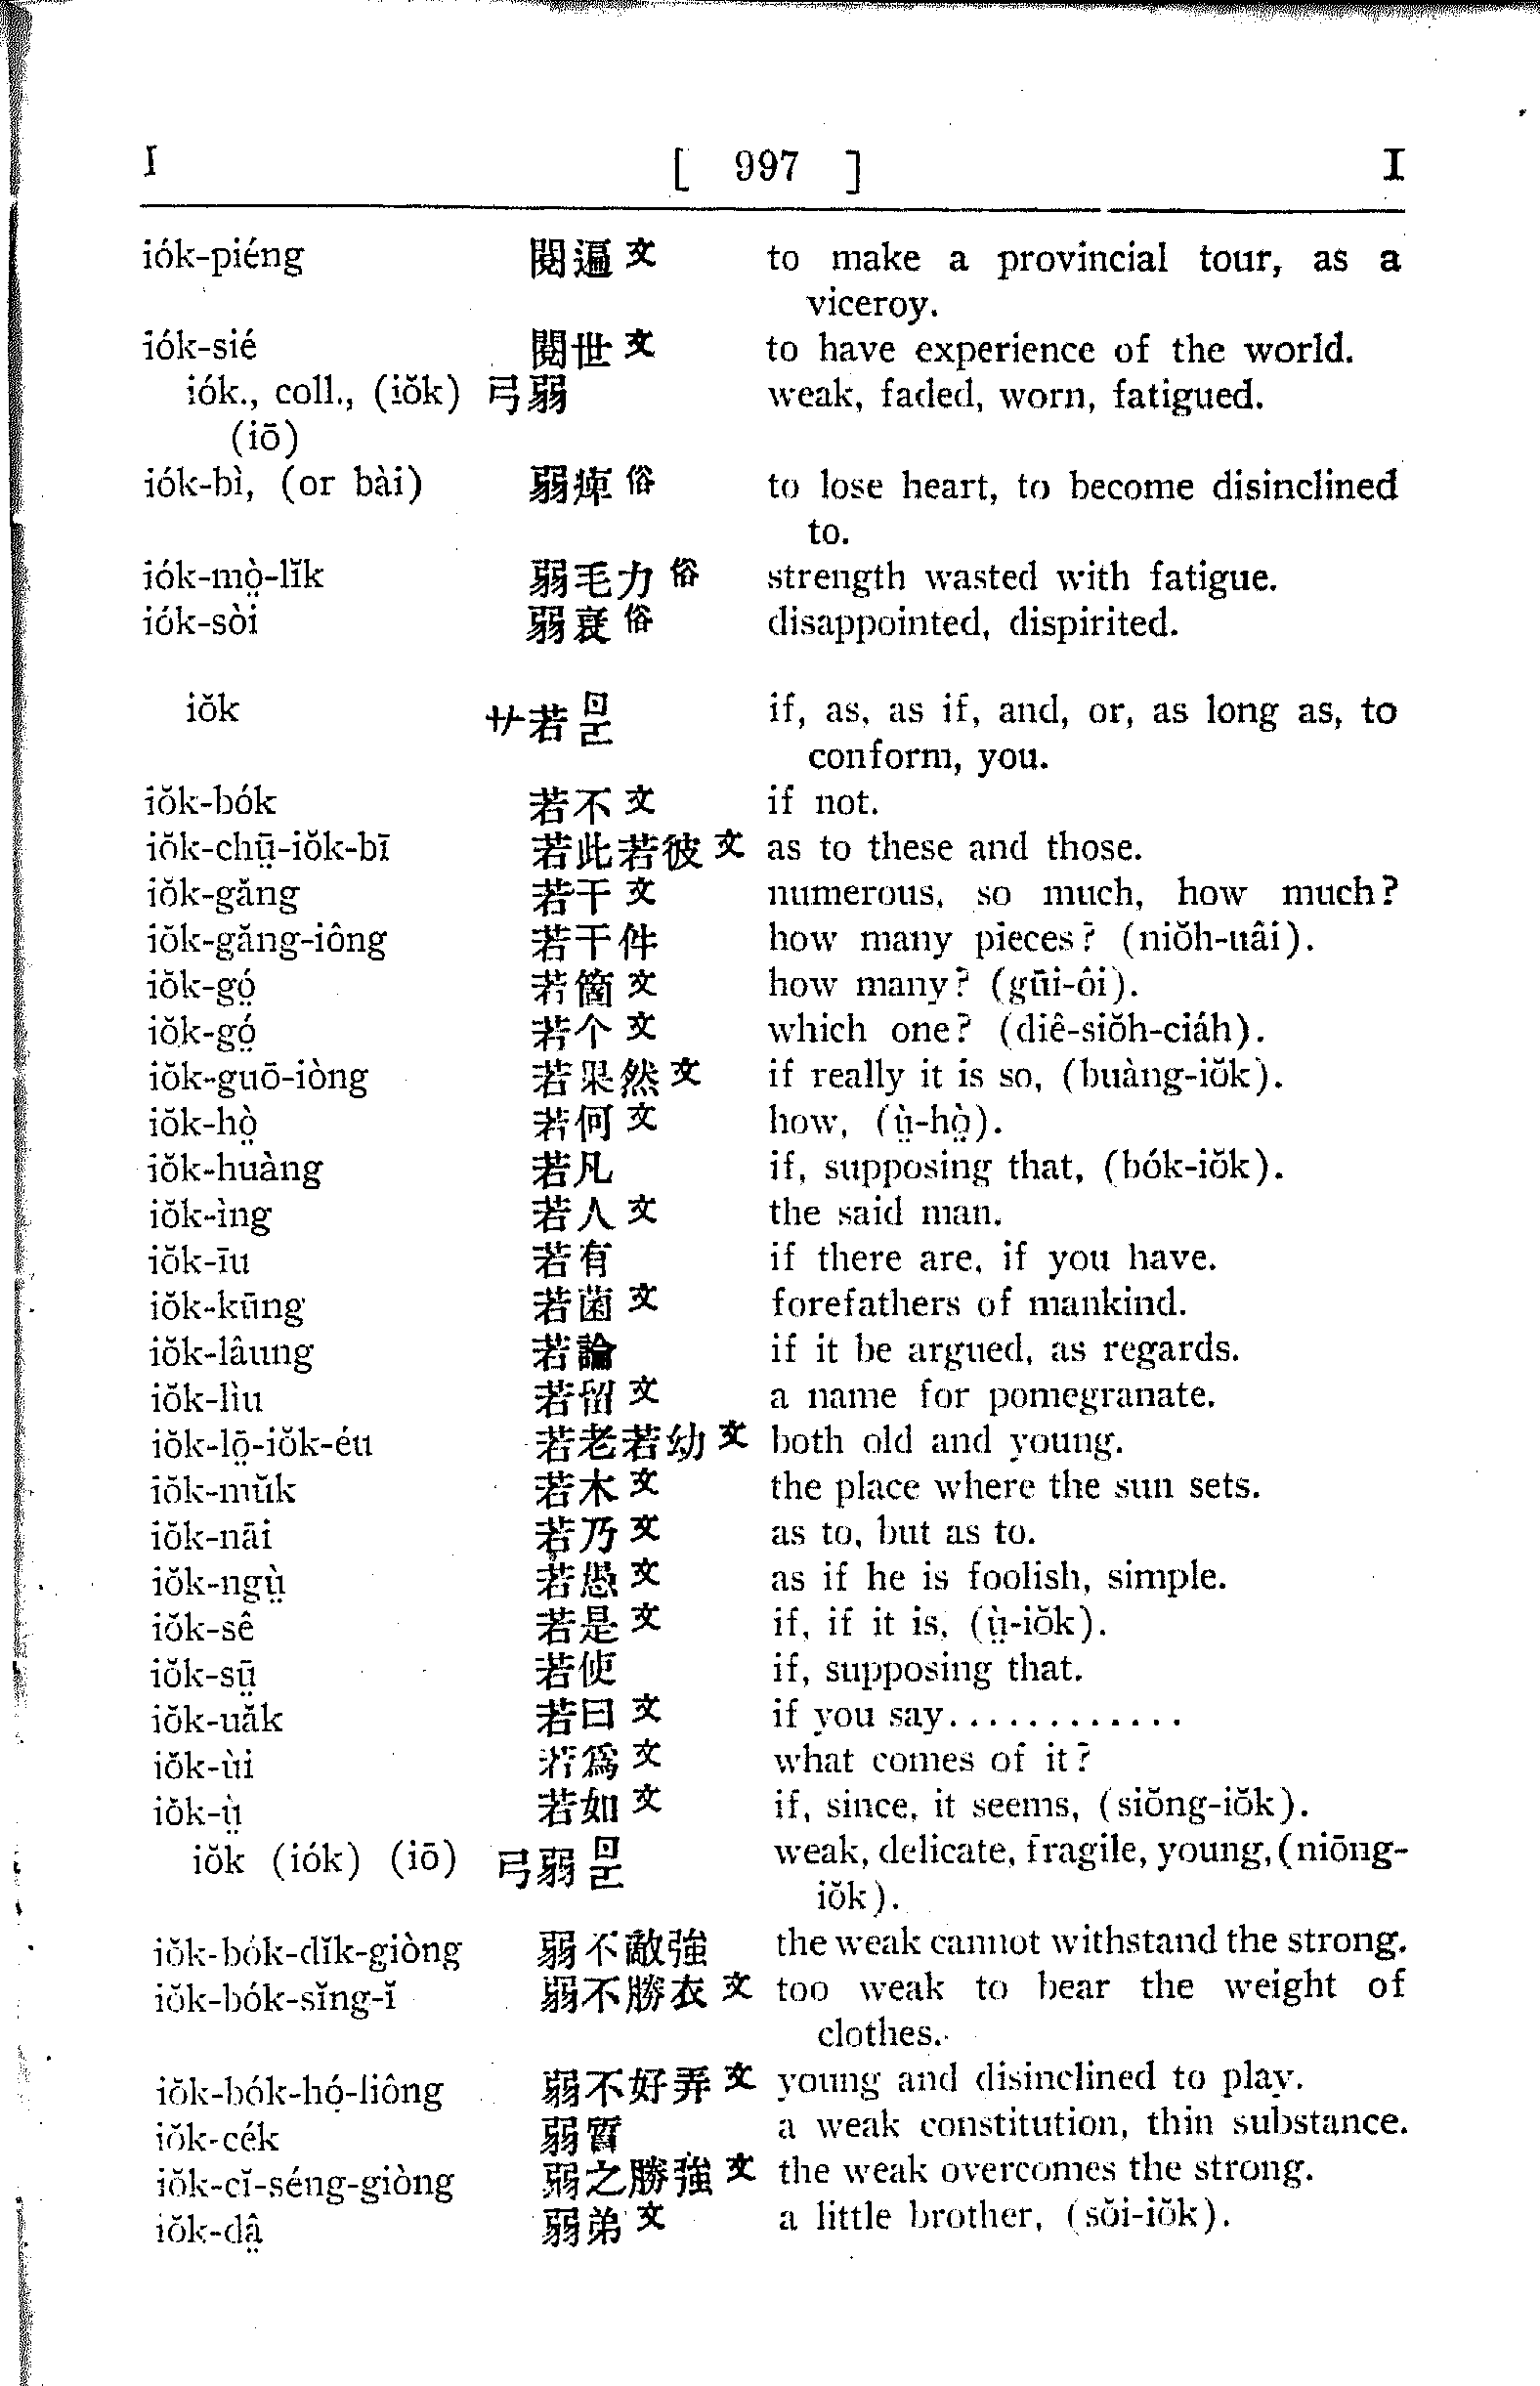 I [ 997 ] I
iók-piéng 閱遍文 to make a provincial tour, as a
viceroy.
iók-sié 閱世文 to have experience of the world.
iók., coll., (iŏk) 弓弱 weak, faded, worn, fatigued.
(iō)
iók-bì, (or bài) 弱痺俗 to lose heart, to become disinclined
to.
iók-mò̤-lĭk 弱毛力俗 strength wasted with fatigue.
iók-sòi 弱衰俗 disappointed, dispirited.
iŏk 艹若 if, as, as if, and, or, as long as, to
conform, you.
iŏk-bók 若不文 if not.
iŏk-chṳ̄-iŏk-bī 若此若彼文 as to these and those.
iŏk-găng 若干文 numerous, so much, how much?
iŏk-găng-iông 若干件 how many pieces? (niŏh-uâi).
iŏk-gó̤ 若箇文 how many? (gūi-ôi).
iŏk-gó̤ 若个文 which one? (diê-siŏh-ciáh).
iŏk-guō-iòng 若果然文 if really it is so, (buàng-iŏk).
iŏk-hò̤ 若何文 how, (ṳ̀-hò̤).
iŏk-huàng 若凡 if, supposing that, (bók-iŏk).
iŏk-ìng 若人文 the said man.
iŏk-īu 若有 if there are, if you have.
iŏk-kūng 若菌文 forefathers of mankind.
iŏk-lâung 若論 if it be argued, as regards.
iŏk-lìu 若留文 a name for pomegranate.
iŏk-lō̤-iŏk-éu 若老若幼文 both old and young.
iŏk-mŭk 若木文 the place where the sun sets.
iŏk-nāi 若乃文 as to, but as to.
iŏk-ngṳ̀ 若愚文 as if he is foolish, simple.
iŏk-sê 若是文 if, if it is, (ṳ̀-iŏk).
iŏk-sṳ̄ 若使 if, supposing that.
iŏk-uăk 若曰文 if you say............
iŏk-ùi 若爲文 what comes of it?
iŏk-ṳ̀ 若如文 if, since, it seems, (siŏng-iŏk).
iŏk (iók) (iō) 弓弱 weak, delicate, fragile, young, (niōng-
iŏk).
iŏk-bók-dĭk-giòng 弱不敵強 the weak cannot withstand the strong.
iŏk-bók-sĭng-ĭ 弱不勝衣文 too weak to bear the weight of
clothes.
iŏk-bók-hó̤-liông 弱不好弄文 young and disinclined to play.
iŏk-cék 弱質 a weak constitution, thin substance.
iŏk-cĭ-séng-giòng 弱之勝強文 the weak overcomes the strong.
iŏk-dâ̤ 弱弟文 a little brother, (sŏi-iŏk).